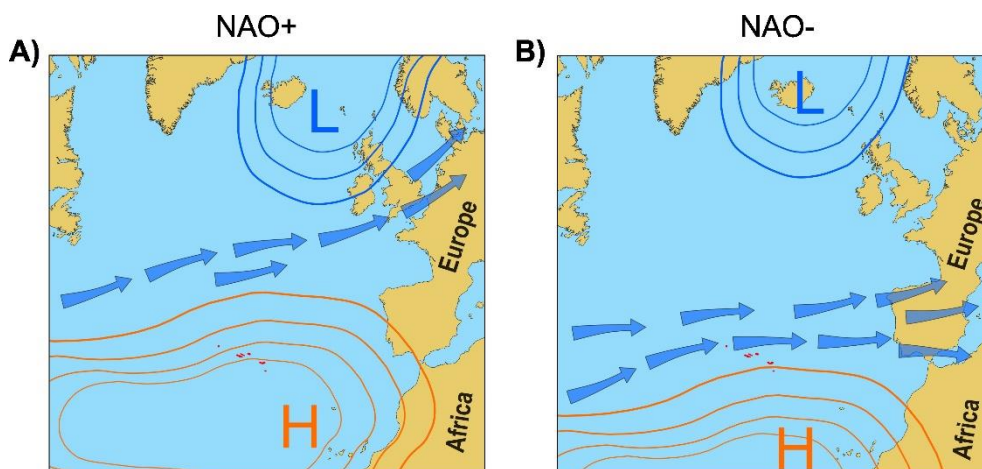 NAO+
A)
L
H
Europe
Africa
NAO-
B)
L
H
Europe
Africa